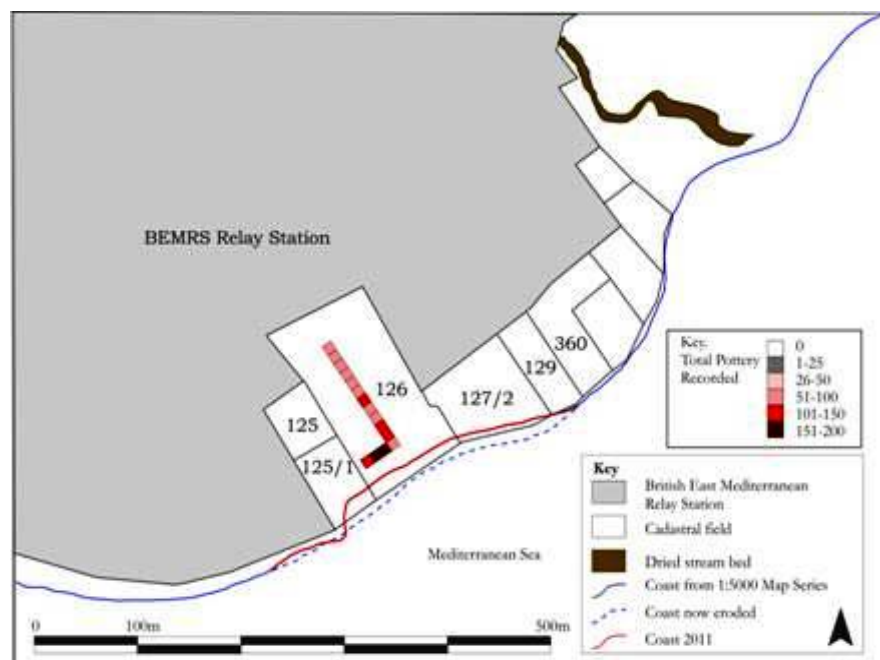 BEMRS Relay Station
126
125
125/1
127/2
129
360
Key.
Total Pottery
Recorded
0
1-25
26-50
51-100
101-150
151-200
Key
British East Mediterranean
Relay Station
Cadastral field
Dried stream bed
Coast from 1:5000 Map Series
Coast now eroded
Coast 2011
Mediterranean Sea
0 100m 500m